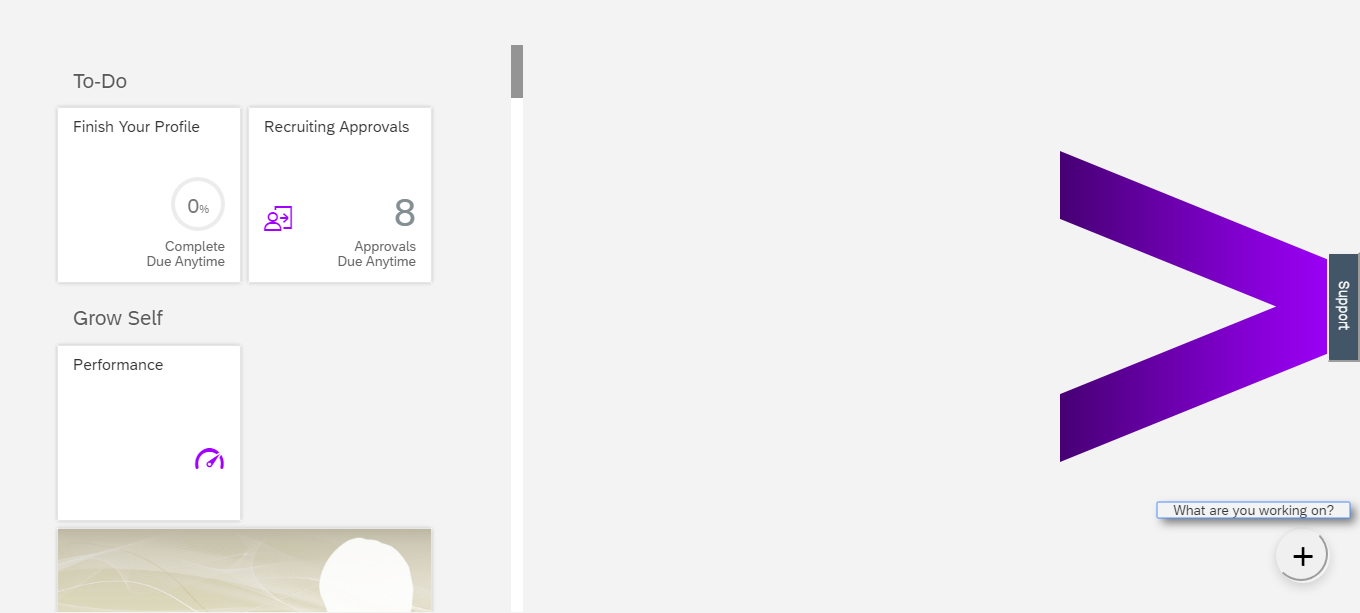 To-Do
Finish Your Profile
0%
Complete
Due Anytime
Recruiting Approvals
8
Approvals
Due Anytime
Grow Self
Performance
Support
What are you working on?
+